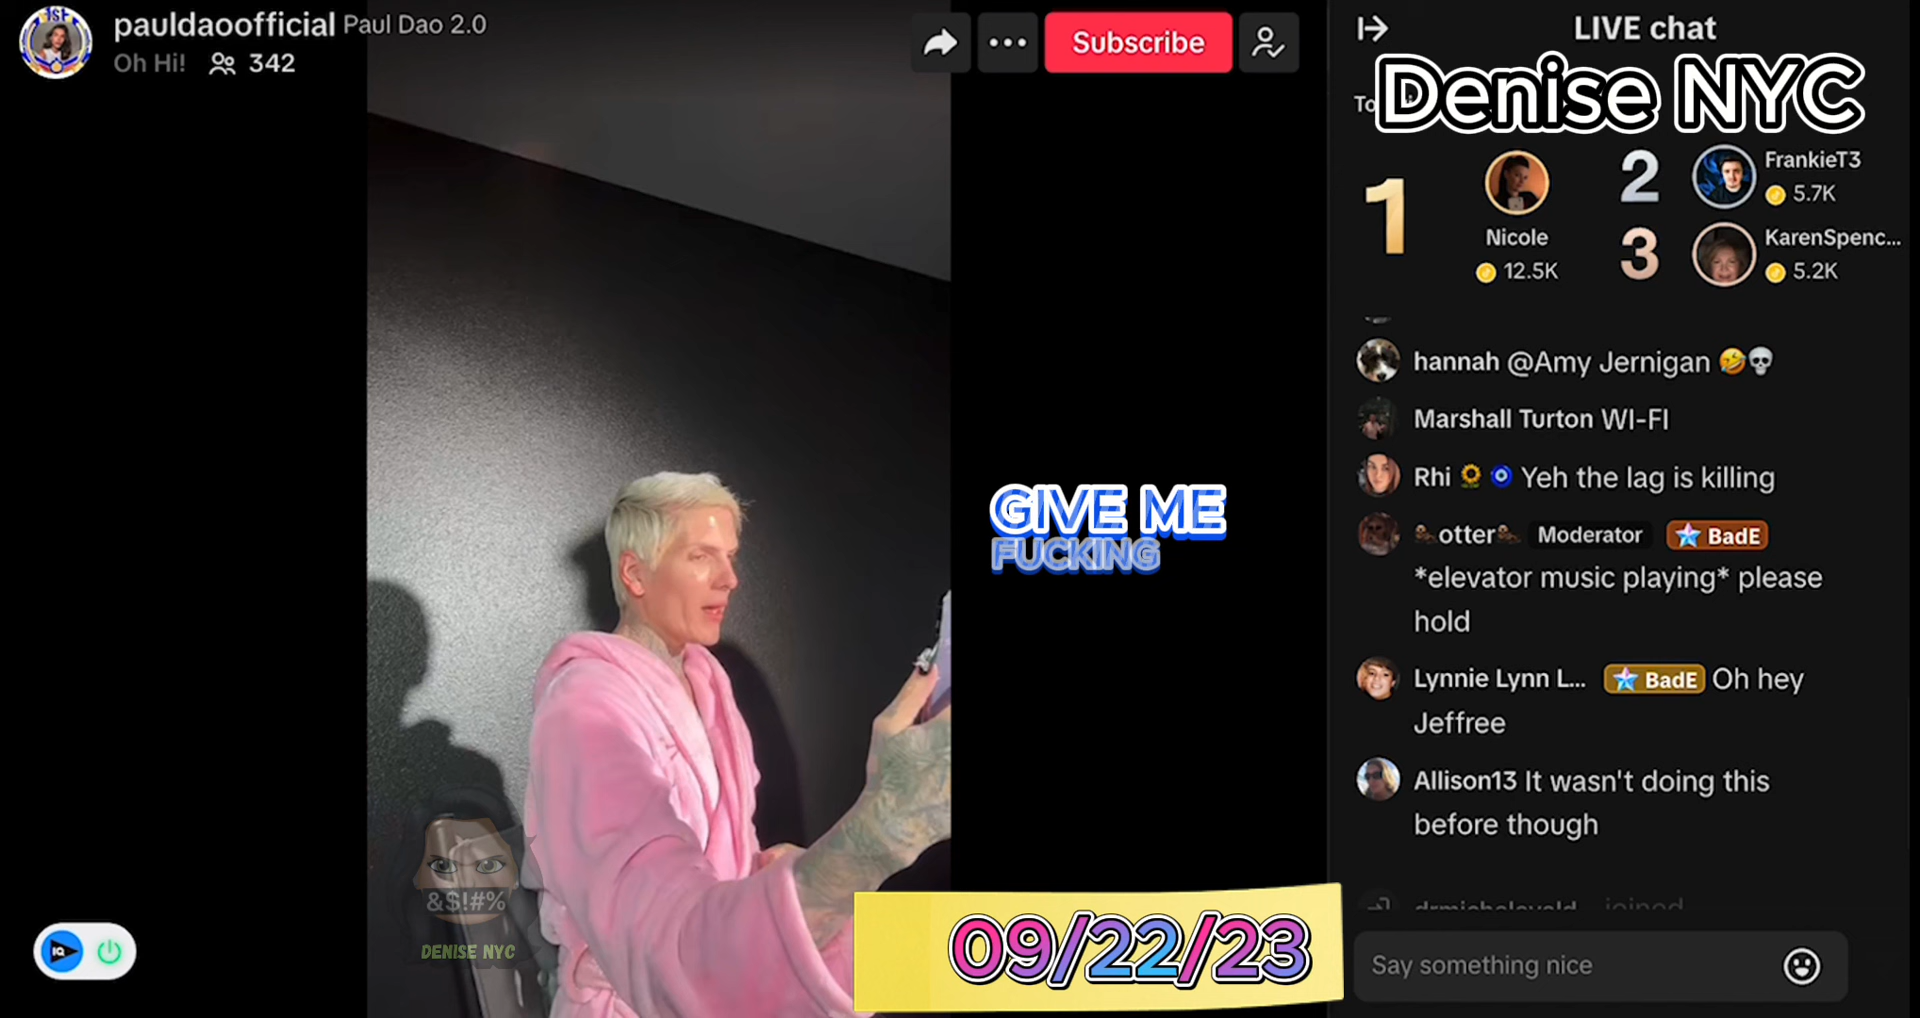 pauldaoofficial Paul Dao 2.0
Oh Hi! 342
Subscribe
LIVE chat
Denise NYC
1
Nicole
12.5K
2
FrankieT3
5.7K
3
KarenSpenc...
5.2K
hannah @Amy Jernigan 🤣💀
Marshall Turton WI-FI
Rhi 🌻🧿 Yeh the lag is killing
🦦otter🦦 Moderator BadE
*elevator music playing* please
hold
Lynnie Lynn L... BadE Oh hey
Jeffree
Allison13 It wasn't doing this
before though
joined
Say something nice
GIVE ME
FUCKING
&$!#%
DENISE NYC
09/22/23
IQ
1ST